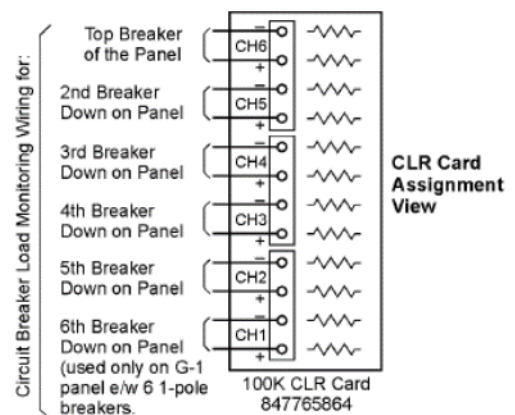 Circuit Breaker Load Monitoring Wiring for:
Top Breaker
of the Panel
2nd Breaker
Down on Panel
3rd Breaker
Down on Panel
4th Breaker
Down on Panel
5th Breaker
Down on Panel
6th Breaker
Down on Panel
(used only on G-1
panel e/w 6 1-pole
breakers.
−
CH6
+
−
CH5
+
−
CH4
+
−
CH3
+
−
CH2
+
−
CH1
+
CLR Card
Assignment
View
100K CLR Card
847765864